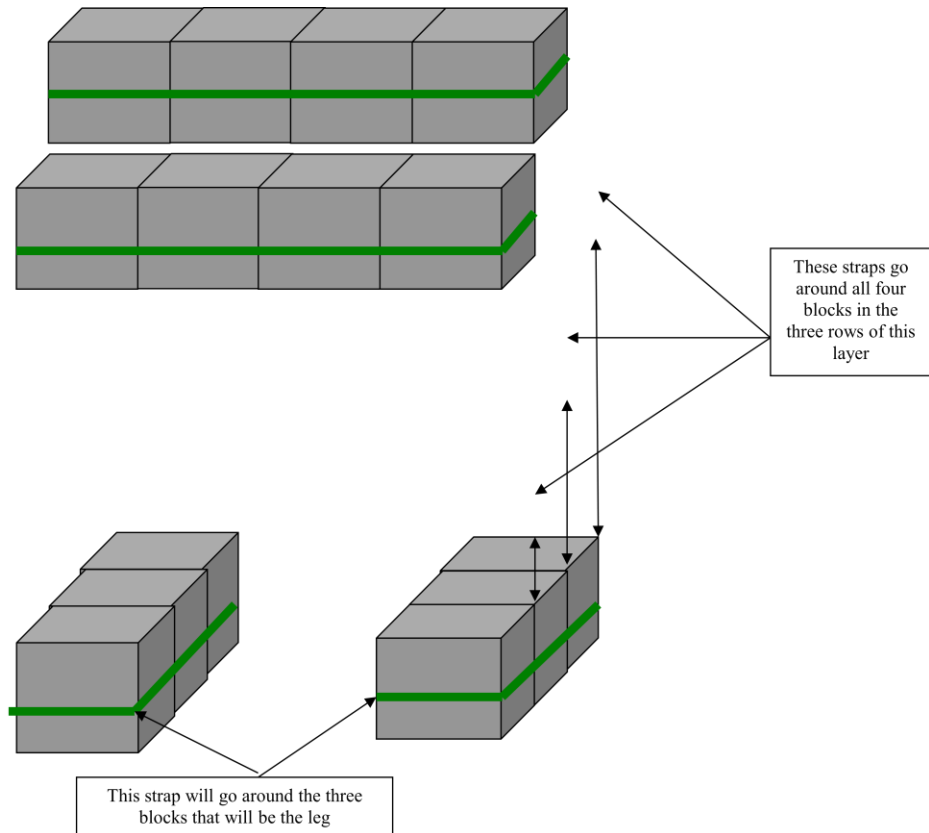 These straps go
around all four
blocks in the
three rows of this
layer
This strap will go around the three
blocks that will be the leg